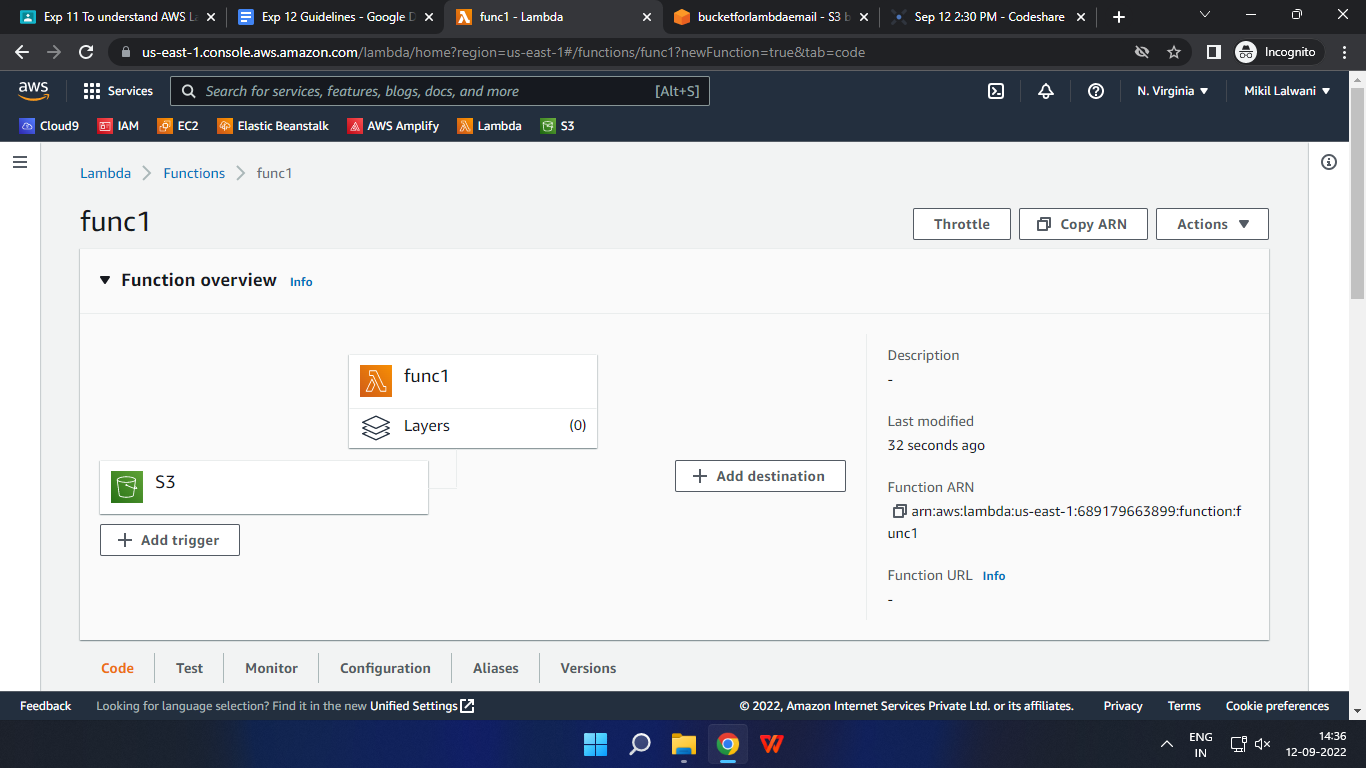 Exp 11 To understand AWS L
Exp 12 Guidelines - Google D
func1 - Lambda
bucketforlambdaemail - S3 b
Sep 12 2:30 PM - Codeshare
us-east-1.console.aws.amazon.com/lambda/home?region=us-east-1#/functions/func1?newFunction=true&tab=code
Incognito
aws
Services
Search for services, features, blogs, docs, and more
[Alt+S]
N. Virginia
Mikil Lalwani
Cloud9
IAM
EC2
Elastic Beanstalk
AWS Amplify
Lambda
S3
Lambda
Functions
func1
func1
Throttle
Copy ARN
Actions
Function overview
Info
func1
Layers
(0)
S3
Add trigger
Add destination
Description
-
Last modified
32 seconds ago
Function ARN
arn:aws:lambda:us-east-1:689179663899:function:f
unc1
Function URL
Info
-
Code
Test
Monitor
Configuration
Aliases
Versions
Feedback
Looking for language selection? Find it in the new Unified Settings
© 2022, Amazon Internet Services Private Ltd. or its affiliates.
Privacy
Terms
Cookie preferences
ENG
IN
14:36
12-09-2022